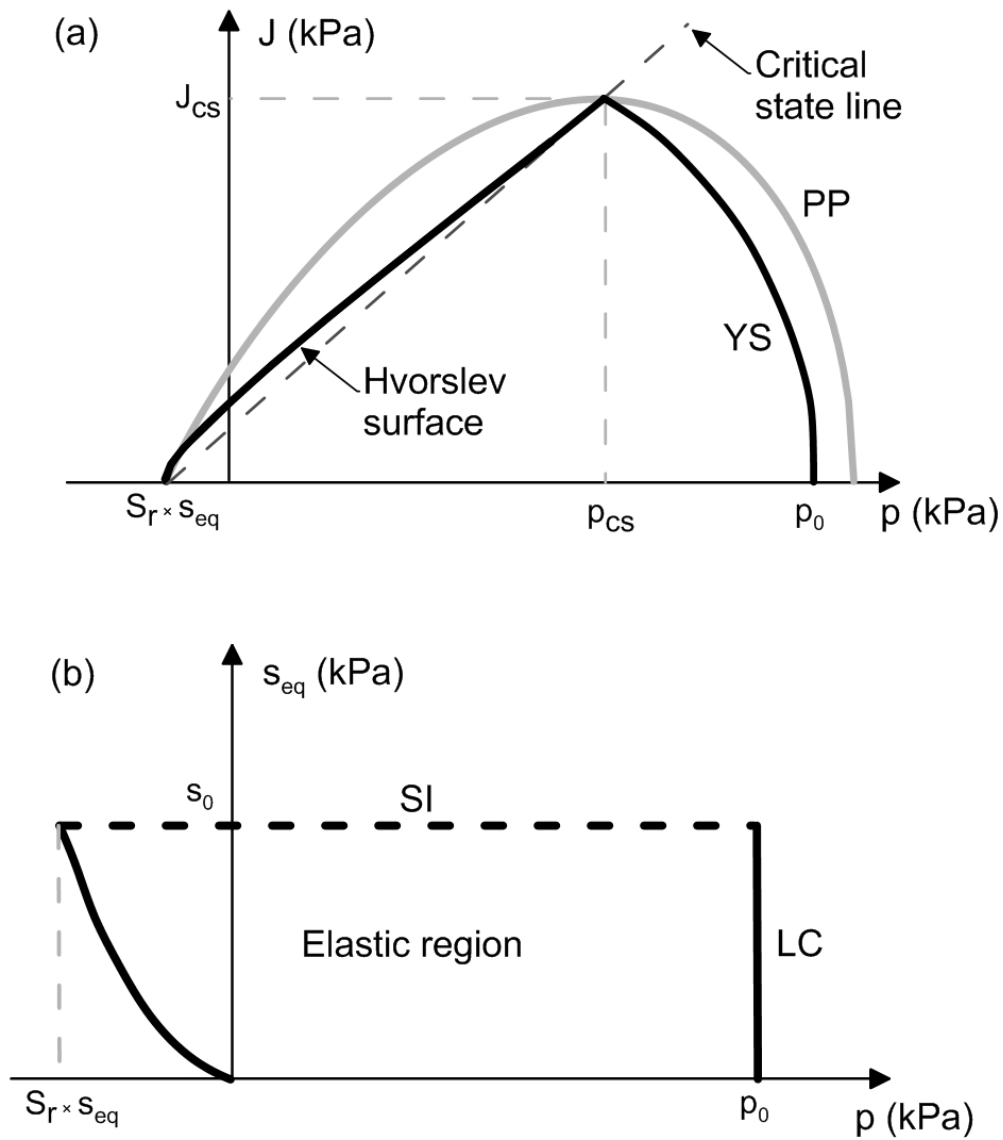 (a)
J (kPa)
Critical
state line
J_CS
PP
YS
Hvorslev
surface
S_r × s_eq
p_CS
p_0
p (kPa)
(b)
s_eq (kPa)
s_0
SI
Elastic region
LC
S_r × s_eq
p_0
p (kPa)